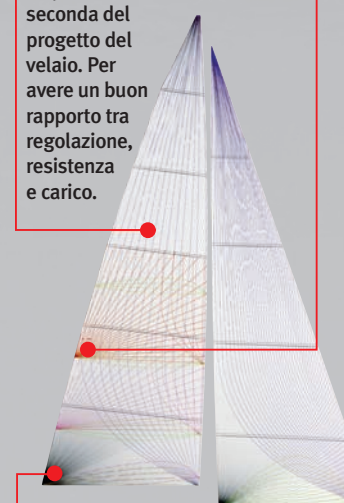 seconda del
progetto del
velaio. Per
avere un buon
rapporto tra
regolazione,
resistenza
e carico.